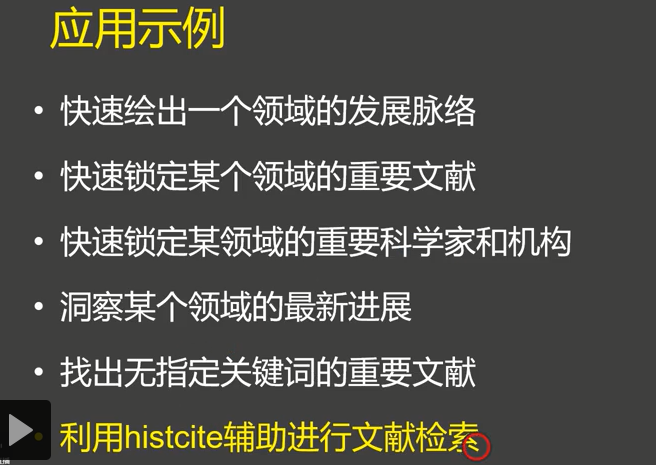 应用示例
• 快速绘出一个领域的发展脉络
• 快速锁定某个领域的重要文献
• 快速锁定某领域的重要科学家和机构
• 洞察某个领域的最新进展
• 找出无指定关键词的重要文献
• 利用histcite辅助进行文献检索